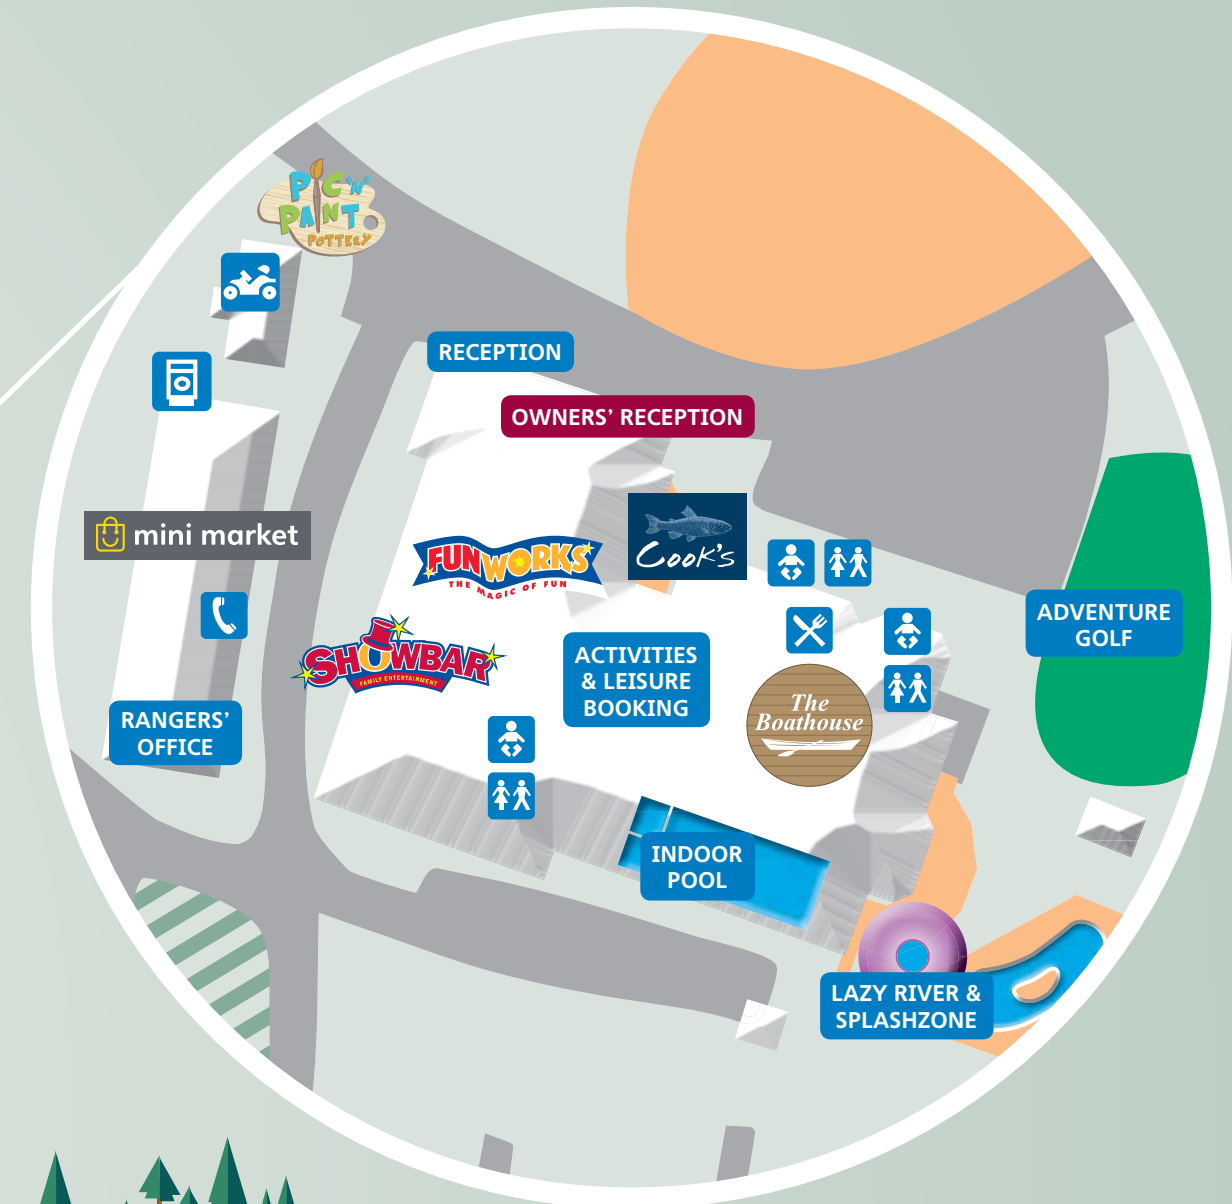 PIC 'N'
PAINT
POTTERY
RECEPTION
OWNERS' RECEPTION
mini market
FUNWORKS
THE MAGIC OF FUN
Cook's
SHOWBAR
FAMILY ENTERTAINMENT
ACTIVITIES
& LEISURE
BOOKING
The
Boathouse
ADVENTURE
GOLF
RANGERS'
OFFICE
INDOOR
POOL
LAZY RIVER &
SPLASHZONE